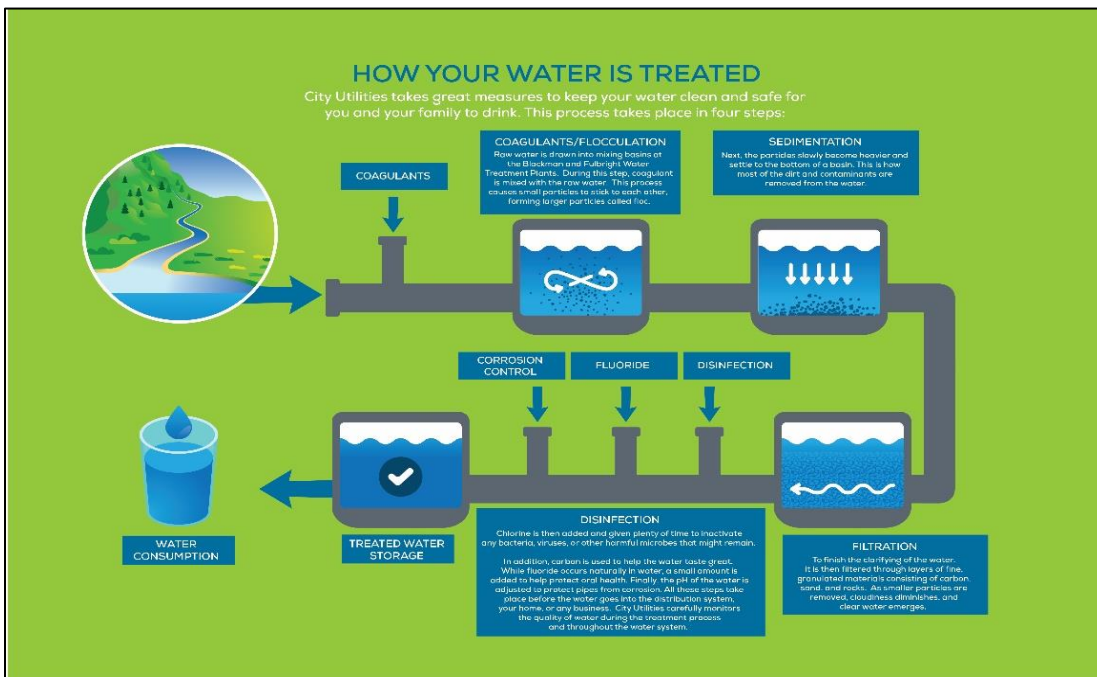 HOW YOUR WATER IS TREATED
City Utilities takes great measures to keep your water clean and safe for
you and your family to drink. This process takes place in four steps:
COAGULANTS
COAGULANTS/FLOCCULATION
Raw water is drawn into mixing basins at
the Blackman and Fulbright Water
Treatment Plants. During this step, coagulant
is mixed with the raw water. This process
causes small particles to stick to each other,
forming larger particles called floc.
SEDIMENTATION
Next, the particles slowly become heavier and
settle to the bottom of a basin. This is how
most of the dirt and contaminants are
removed from the water.
CORROSION
CONTROL
FLUORIDE
DISINFECTION
WATER
CONSUMPTION
TREATED WATER
STORAGE
DISINFECTION
Chlorine is then added and given plenty of time to inactivate
any bacteria, viruses, or other harmful microbes that might remain.
In addition, carbon is used to help the water taste great.
While fluoride occurs naturally in water, a small amount is
added to help protect oral health. Finally, the pH of the water is
adjusted to protect pipes from corrosion. All these steps take
place before the water goes into the distribution system,
your home, or any business. City Utilities carefully monitors
the quality of water during the treatment process
and throughout the water system.
FILTRATION
To finish the clarifying of the water.
It is then filtered through layers of fine,
granulated materials consisting of carbon,
sand, and rocks. As smaller particles are
removed, cloudiness diminishes, and
clear water emerges.